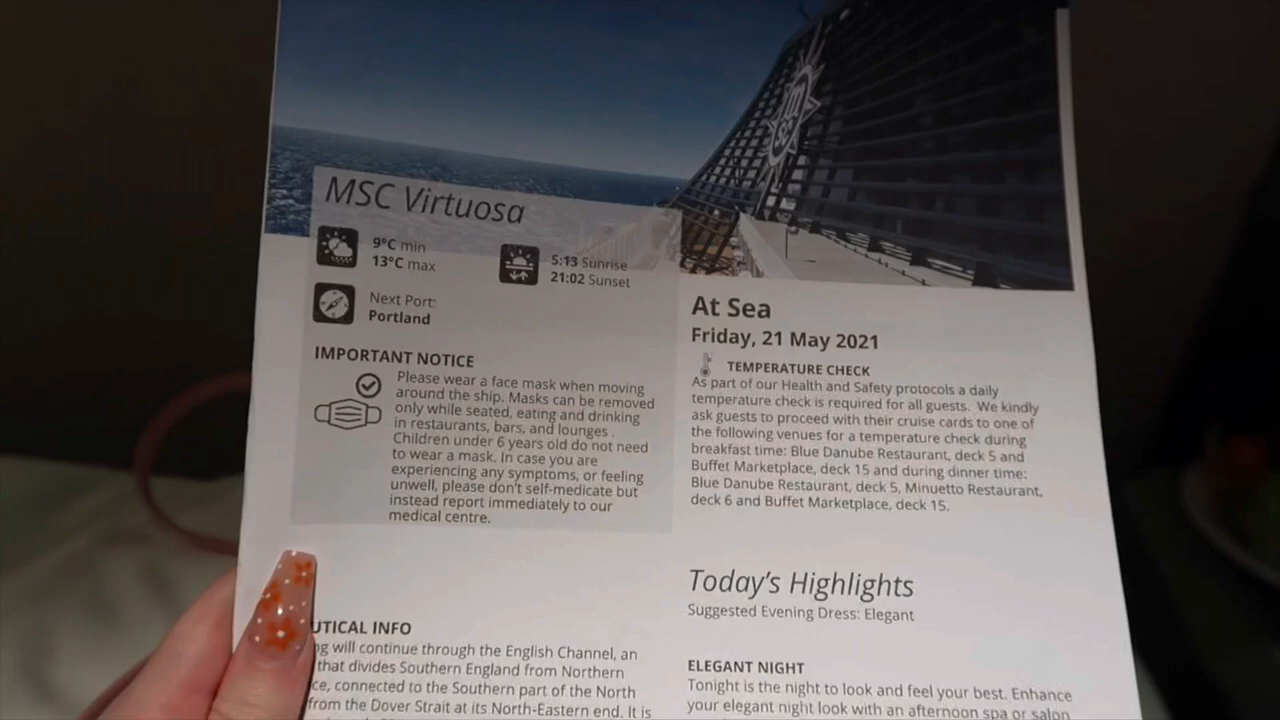 msc
MSC Virtuosa
9°C min
13°C max
5:13 Sunrise
21:02 Sunset
Next Port:
Portland
IMPORTANT NOTICE
Please wear a face mask when moving
around the ship. Masks can be removed
only while seated, eating and drinking
in restaurants, bars, and lounges .
Children under 6 years old do not need
to wear a mask. In case you are
experiencing any symptoms, or feeling
unwell, please don't self-medicate but
instead report immediately to our
medical centre.
UTICAL INFO
ng will continue through the English Channel, an
that divides Southern England from Northern
ce, connected to the Southern part of the North
from the Dover Strait at its North-Eastern end. It is
At Sea
Friday, 21 May 2021
TEMPERATURE CHECK
As part of our Health and Safety protocols a daily
temperature check is required for all guests. We kindly
ask guests to proceed with their cruise cards to one of
the following venues for a temperature check during
breakfast time: Blue Danube Restaurant, deck 5 and
Buffet Marketplace, deck 15 and during dinner time:
Blue Danube Restaurant, deck 5, Minuetto Restaurant,
deck 6 and Buffet Marketplace, deck 15.
Today's Highlights
Suggested Evening Dress: Elegant
ELEGANT NIGHT
Tonight is the night to look and feel your best. Enhance
your elegant night look with an afternoon spa or salon